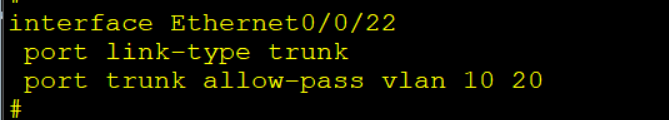 interface Ethernet0/0/22
port link-type trunk
port trunk allow-pass vlan 10 20
#